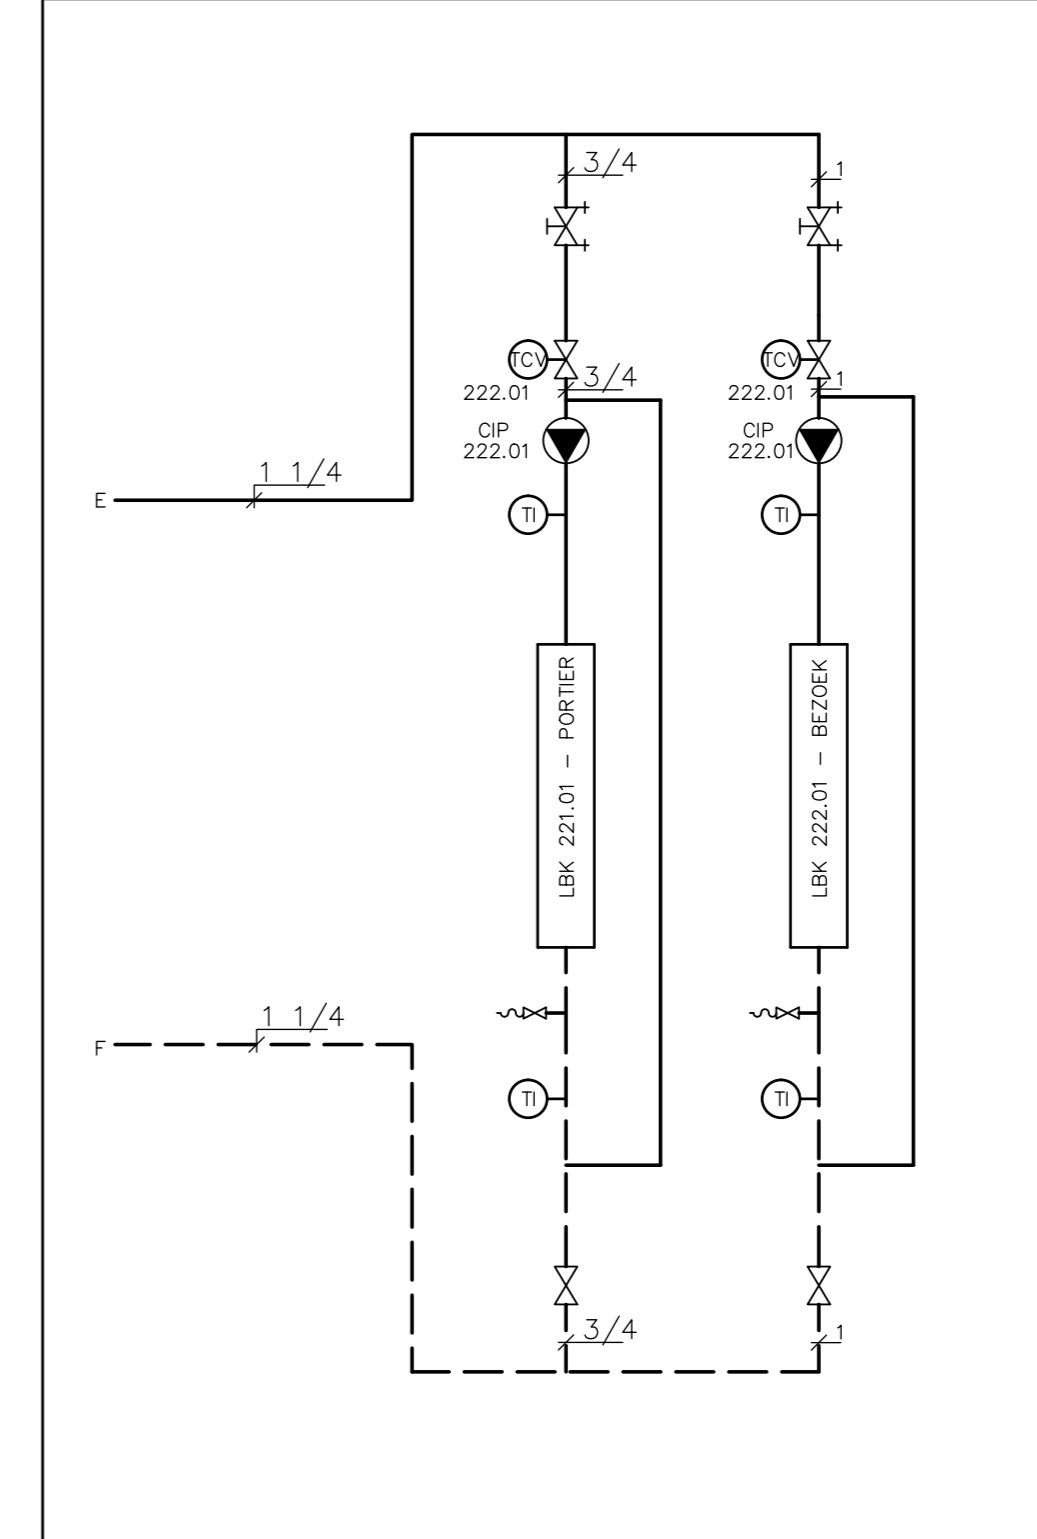 3/4
1
TCV
TCV
3/4
1
222.01
222.01
CIP
222.01
CIP
222.01
1 1/4
E
TI
TI
LBK 221.01 - PORTIER
LBK 222.01 - BEZOEK
1 1/4
F
TI
TI
3/4
1